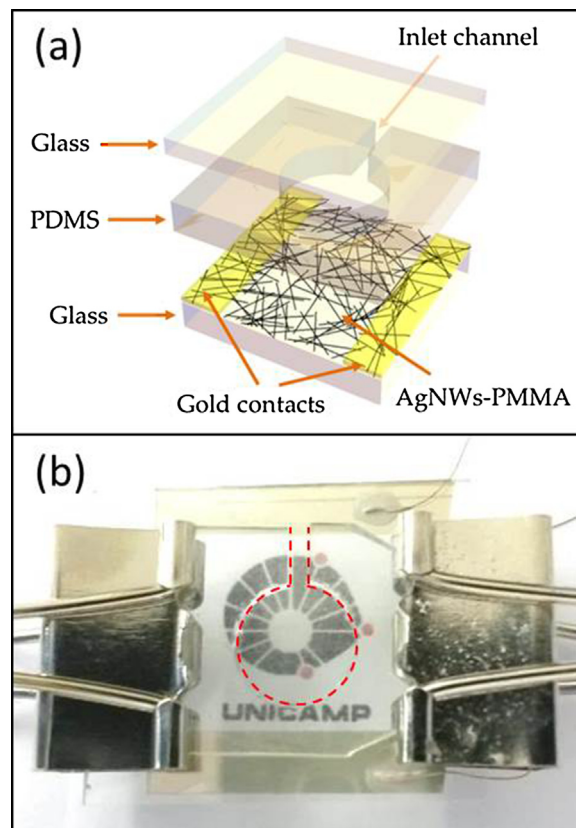 (a)
Inlet channel
Glass
PDMS
Glass
Gold contacts
AgNWs-PMMA
(b)
UNICAMP